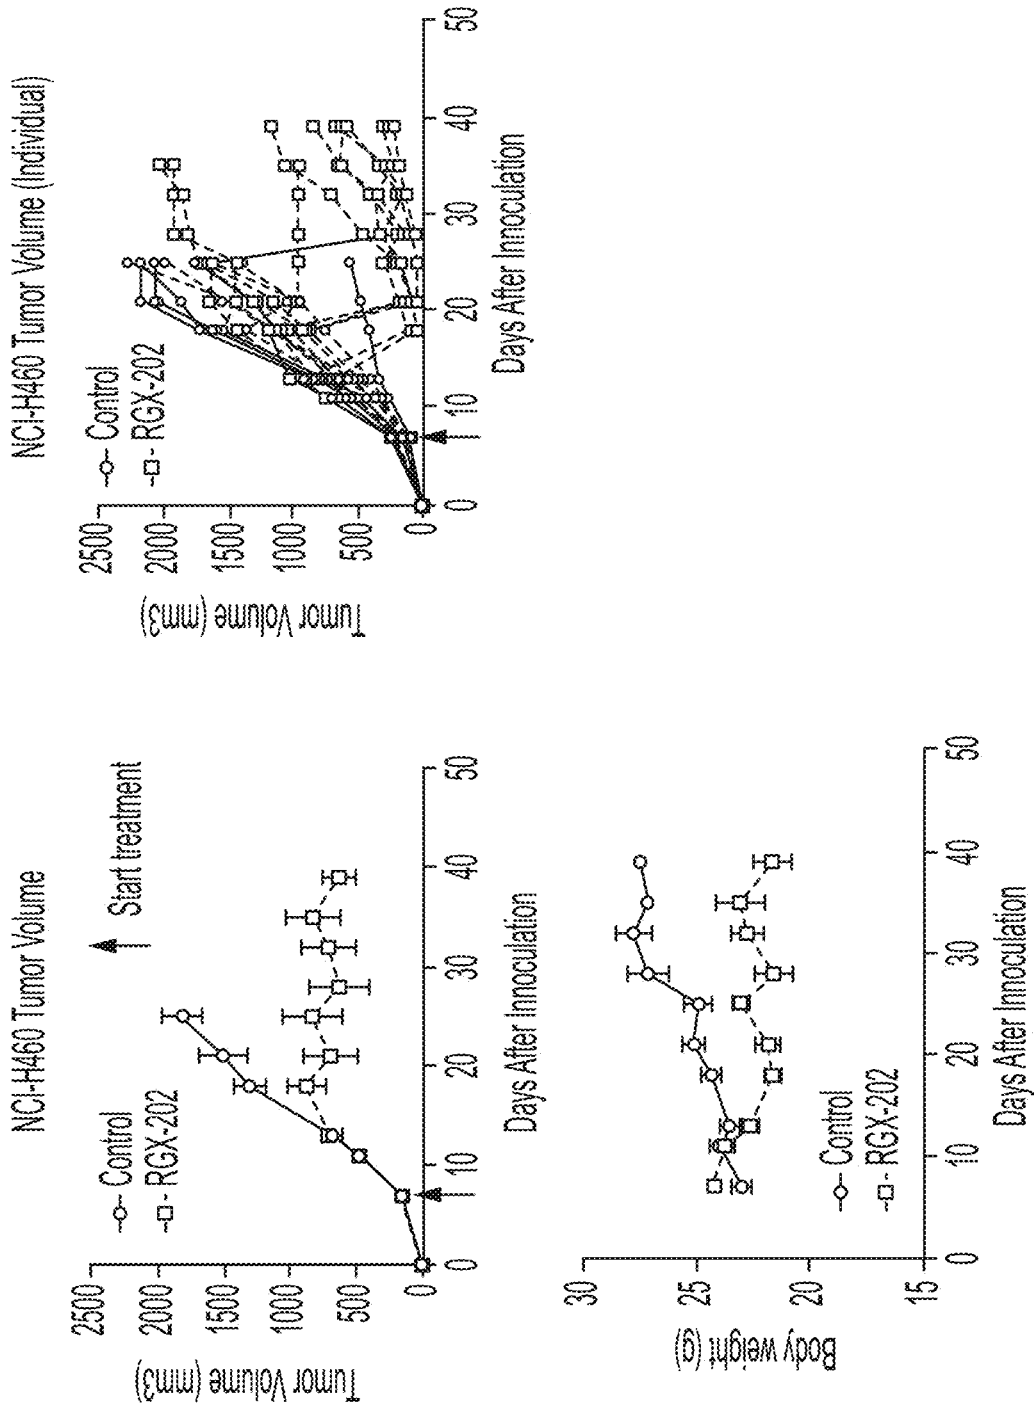 NCI-H460 Tumor Volume
Control
RGX-202
Start treatment
Tumor Volume (mm3)
2500
2000
1500
1000
500
0
0
10
20
30
40
50
Days After Innoculation
NCI-H460 Tumor Volume (Individual)
Control
RGX-202
Tumor Volume (mm3)
2500
2000
1500
1000
500
0
0
10
20
30
40
50
Days After Innoculation
Body weight (g)
30
25
20
15
0
10
20
30
40
50
Control
RGX-202
Days After Innoculation